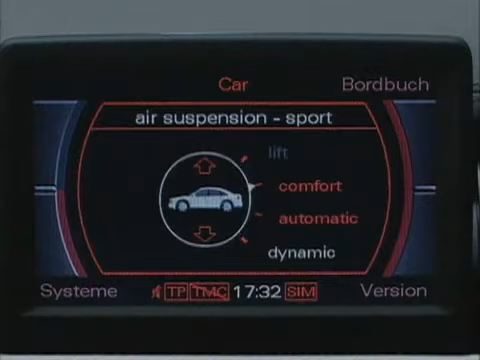 Car
Bordbuch
air suspension - sport
lift
comfort
automatic
dynamic
Systeme
TP TMC 17:32 SIM
Version